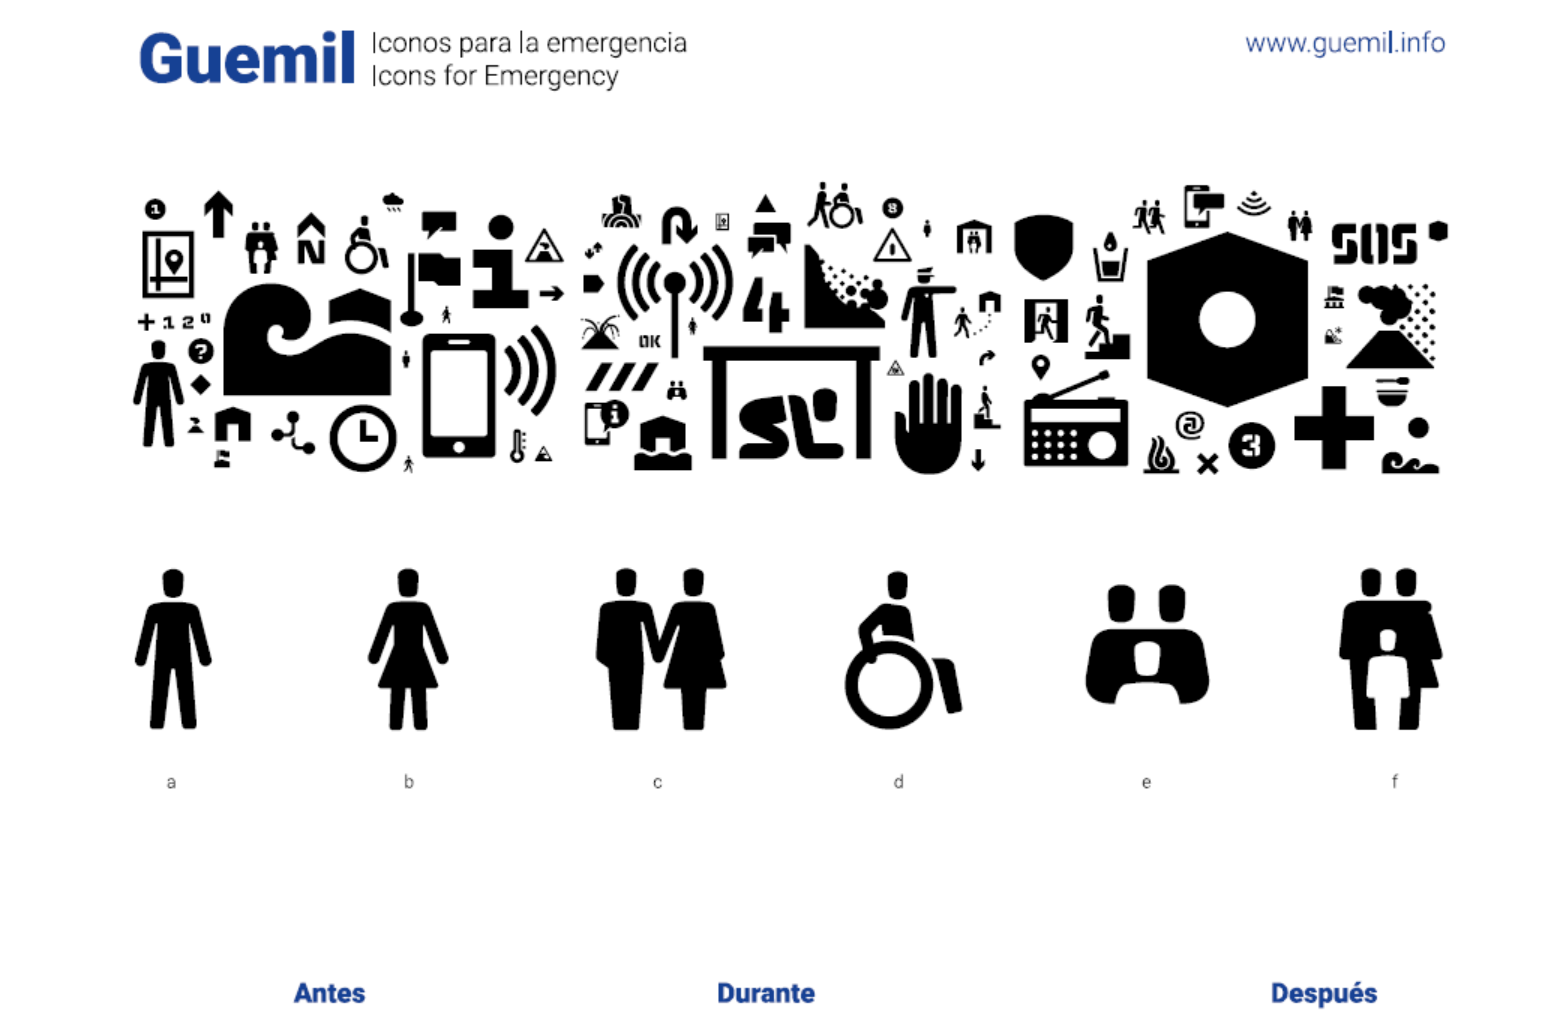 Guemil
Iconos para la emergencia
Icons for Emergency
www.guemil.info
1
N
8
SOS
+ 1 2 0
?
4
OK
i
@
3
a
b
c
d
e
f
Antes
Durante
Después